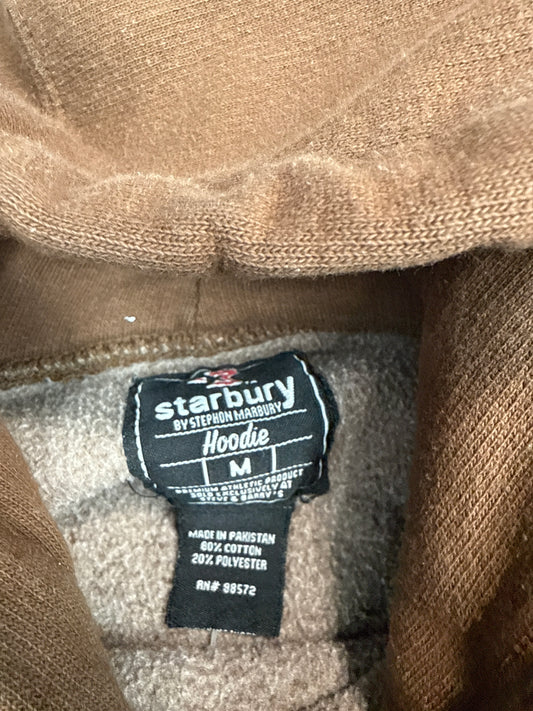 starbury
BY STEPHON MARBURY
Hoodie
M
PREMIUM ATHLETIC PRODUCT
SOLD EXCLUSIVELY AT
STEVE & BARRY'S
MADE IN PAKISTAN
80% COTTON
20% POLYESTER
RN# 98572